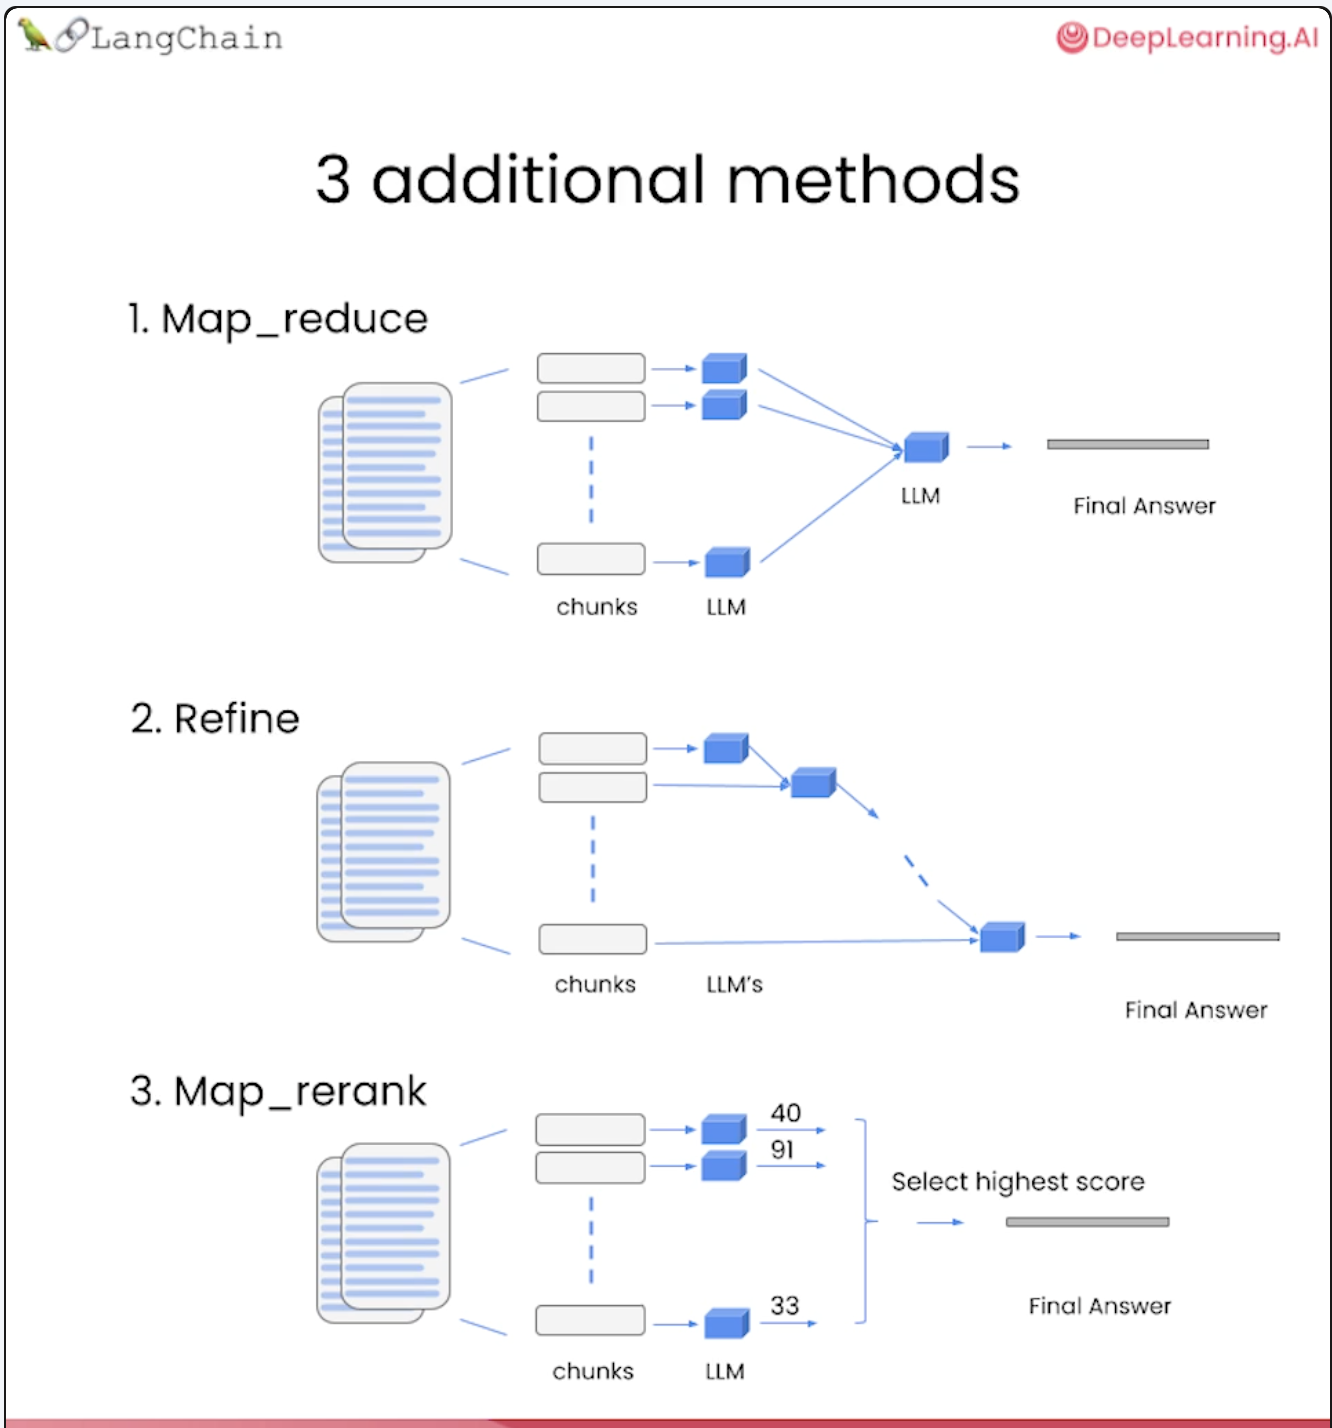 LangChain
DeepLearning.AI
3 additional methods
1. Map_reduce
LLM
Final Answer
chunks
LLM
2. Refine
chunks
LLM's
Final Answer
3. Map_rerank
40
91
Select highest score
33
Final Answer
chunks
LLM